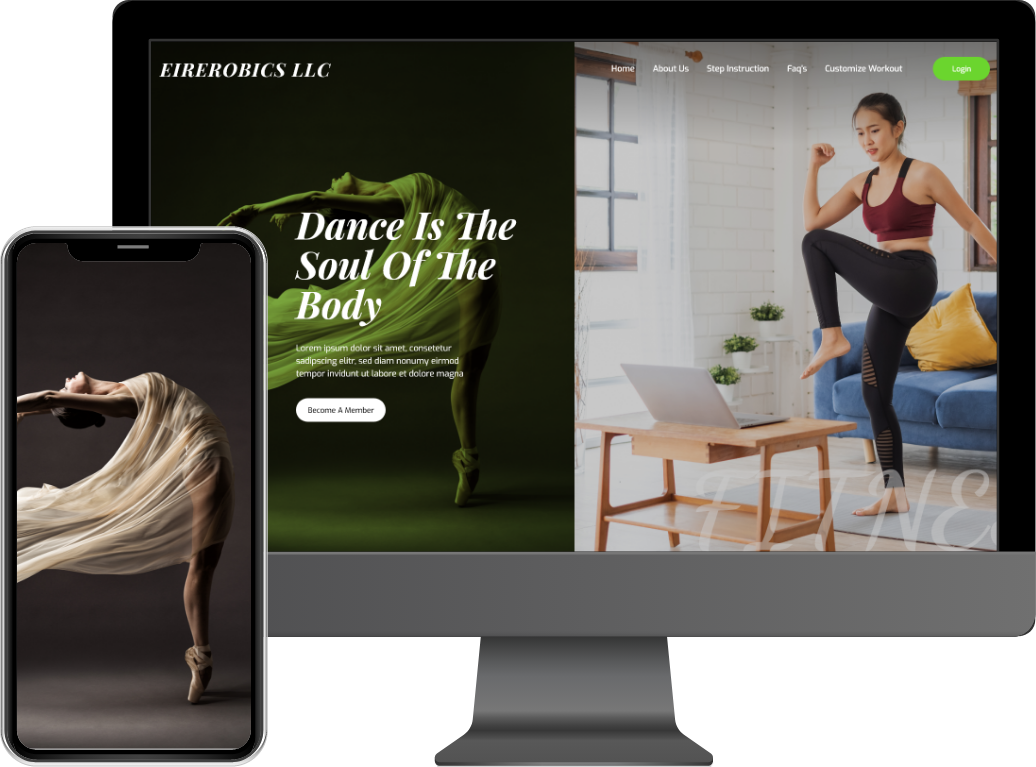 EIREROBICS LLC
Home About Us Step Instruction Faq's Customize Workout Login
Dance Is The
Soul Of The
Body
Lorem ipsum dolor sit amet, consetetur
sadipscing elitr, sed diam nonumy eirmod
tempor invidunt ut labore et dolore magna
Become A Member
FITNE